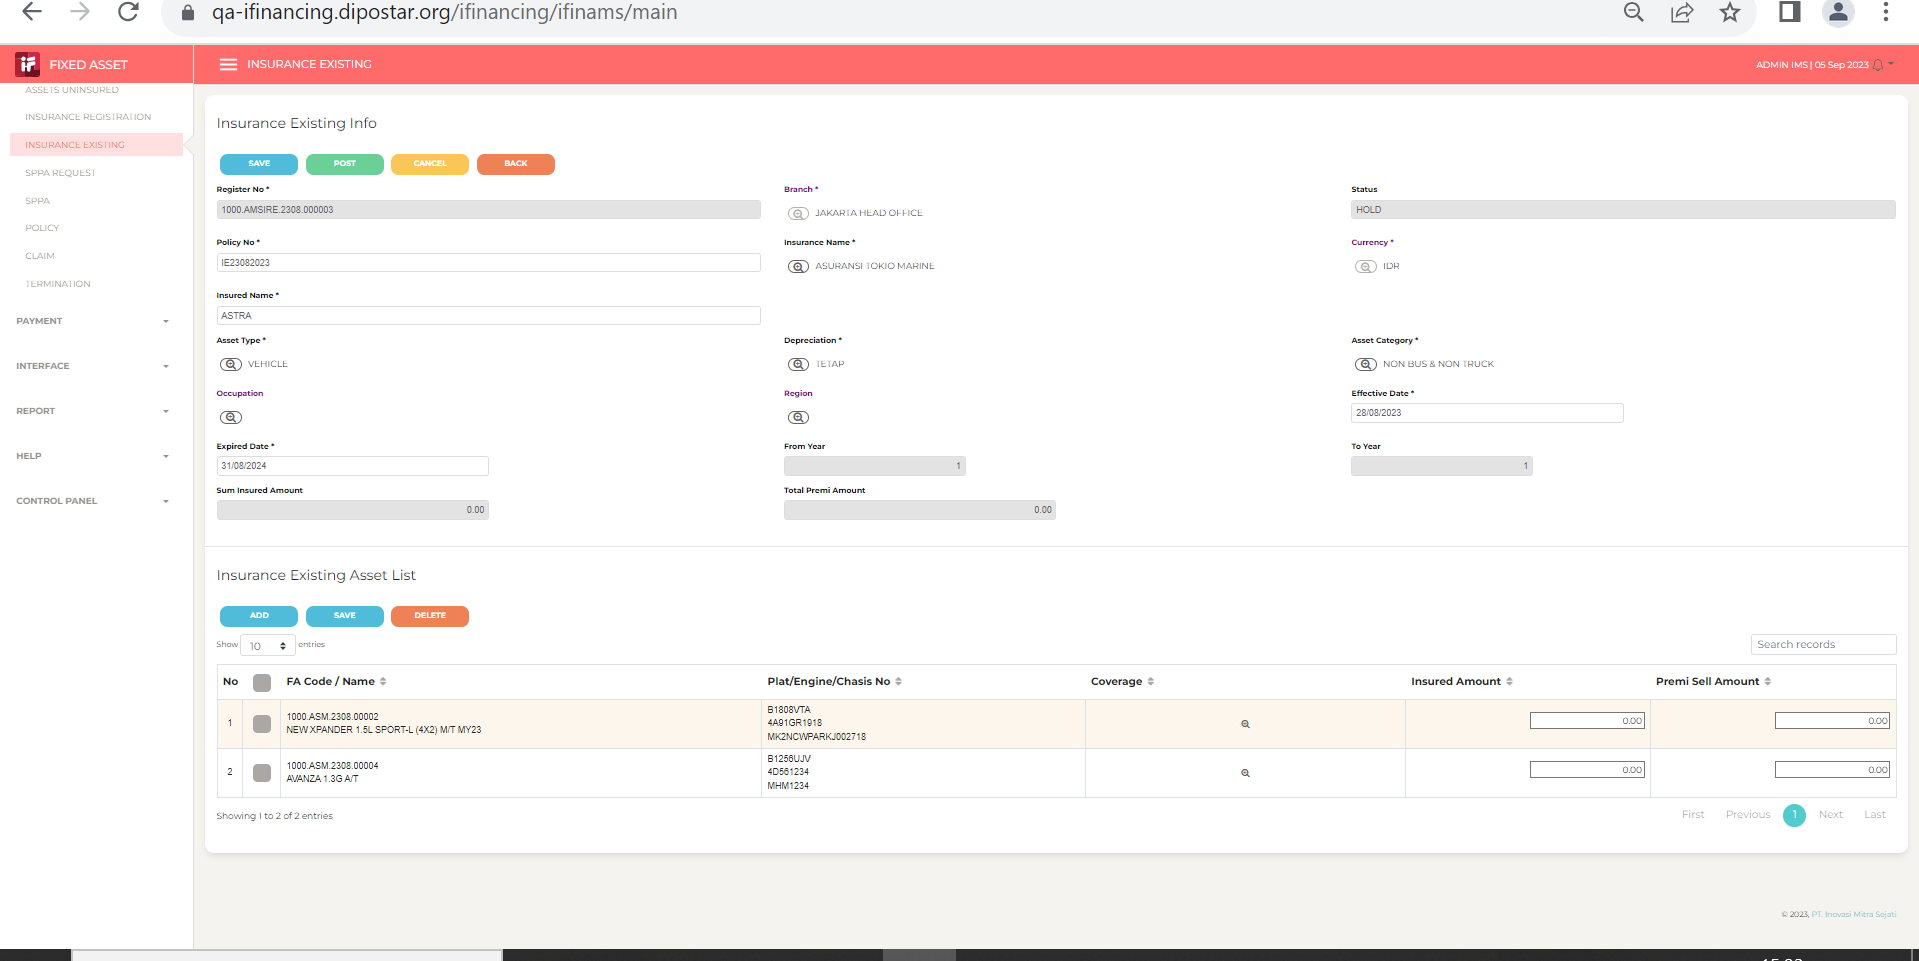 qa-ifinancing.dipostar.org/ifinancing/ifinams/main
iF FIXED ASSET
INSURANCE EXISTING
ADMIN IMS | 05 Sep 2023
ASSETS UNINSURED
INSURANCE REGISTRATION
INSURANCE EXISTING
SPPA REQUEST
SPPA
POLICY
CLAIM
TERMINATION
PAYMENT
INTERFACE
REPORT
HELP
CONTROL PANEL
Insurance Existing Info
SAVE POST CANCEL BACK
Register No * Branch * Status
1000.AMSIRE.2308.000003 JAKARTA HEAD OFFICE HOLD
Policy No * Insurance Name * Currency *
IE23082023 ASURANSI TOKIO MARINE IDR
Insured Name *
ASTRA
Asset Type * Depreciation * Asset Category *
VEHICLE TETAP NON BUS & NON TRUCK
Occupation Region Effective Date *
28/08/2023
Expired Date * From Year To Year
31/08/2024 1 1
Sum Insured Amount Total Premi Amount
0.00 0.00
Insurance Existing Asset List
ADD SAVE DELETE
Show 10 entries
Search records
No FA Code / Name Plat/Engine/Chasis No Coverage Insured Amount Premi Sell Amount
1 1000.ASM.2308.00002
NEW XPANDER 1.5L SPORT-L (4X2) M/T MY23
B1808VTA
4A91GR1918
MK2NCWPARKJ002718
0.00 0.00
2 1000.ASM.2308.00004
AVANZA 1.3G A/T
B1256UJV
4D561234
MHM1234
0.00 0.00
Showing 1 to 2 of 2 entries
First Previous 1 Next Last
© 2023, PT. Inovasi Mitra Sejati